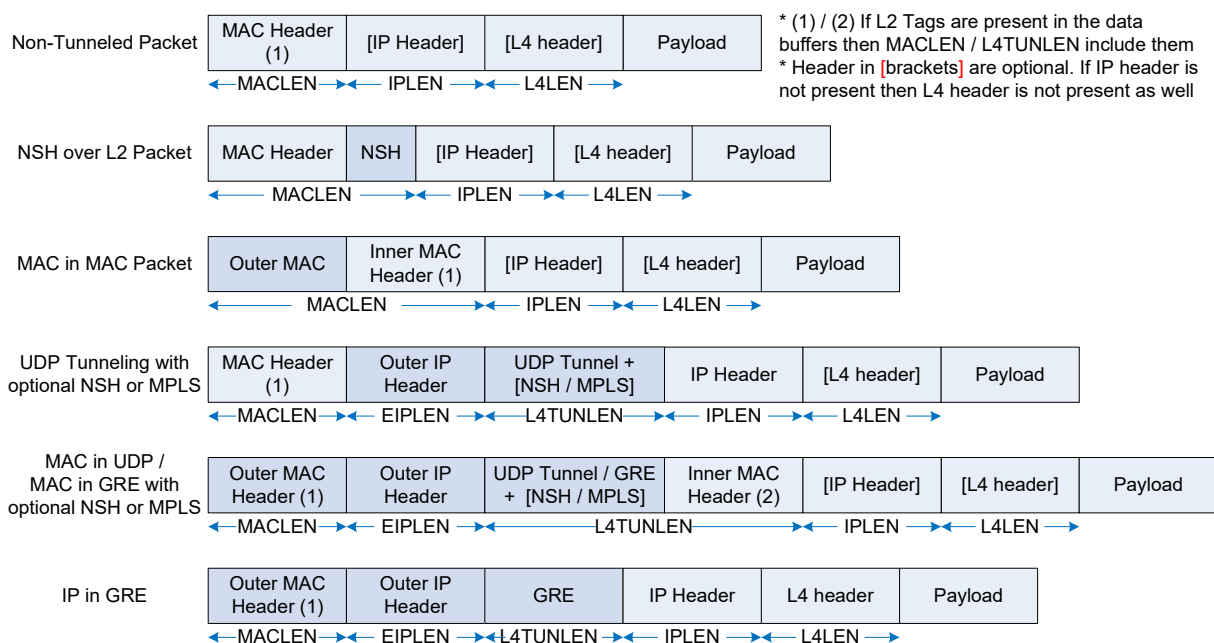 * (1) / (2) If L2 Tags are present in the data
buffers then MACLEN / L4TUNLEN include them
* Header in [brackets] are optional. If IP header is
not present then L4 header is not present as well
Non-Tunneled Packet
MAC Header
(1)
[IP Header]
[L4 header]
Payload
MACLEN
IPLEN
L4LEN
NSH over L2 Packet
MAC Header
NSH
[IP Header]
[L4 header]
Payload
MACLEN
IPLEN
L4LEN
MAC in MAC Packet
Outer MAC
Inner MAC
Header (1)
[IP Header]
[L4 header]
Payload
MACLEN
IPLEN
L4LEN
UDP Tunneling with
optional NSH or MPLS
MAC Header
(1)
Outer IP
Header
UDP Tunnel +
[NSH / MPLS]
IP Header
[L4 header]
Payload
MACLEN
EIPLEN
L4TUNLEN
IPLEN
L4LEN
MAC in UDP /
MAC in GRE with
optional NSH or MPLS
Outer MAC
Header (1)
Outer IP
Header
UDP Tunnel / GRE
+ [NSH / MPLS]
Inner MAC
Header (2)
[IP Header]
[L4 header]
Payload
MACLEN
EIPLEN
L4TUNLEN
IPLEN
L4LEN
IP in GRE
Outer MAC
Header (1)
Outer IP
Header
GRE
IP Header
L4 header
Payload
MACLEN
EIPLEN
L4TUNLEN
IPLEN
L4LEN